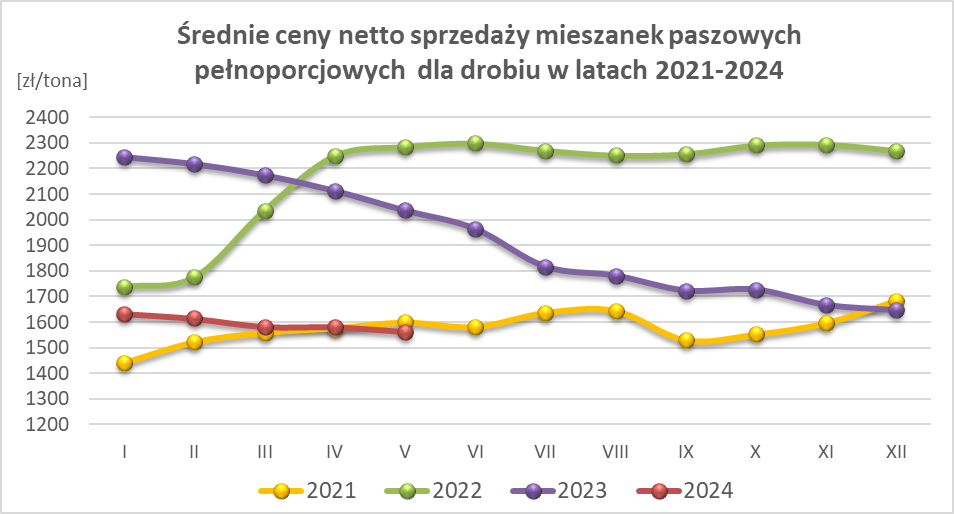 Średnie ceny netto sprzedaży mieszanek paszowych
pełnoporcjowych dla drobiu w latach 2021-2024
[zł/tona]
2400
2300
2200
2100
2000
1900
1800
1700
1600
1500
1400
1300
1200
I II III IV V VI VII VIII IX X XI XII
2021 2022 2023 2024